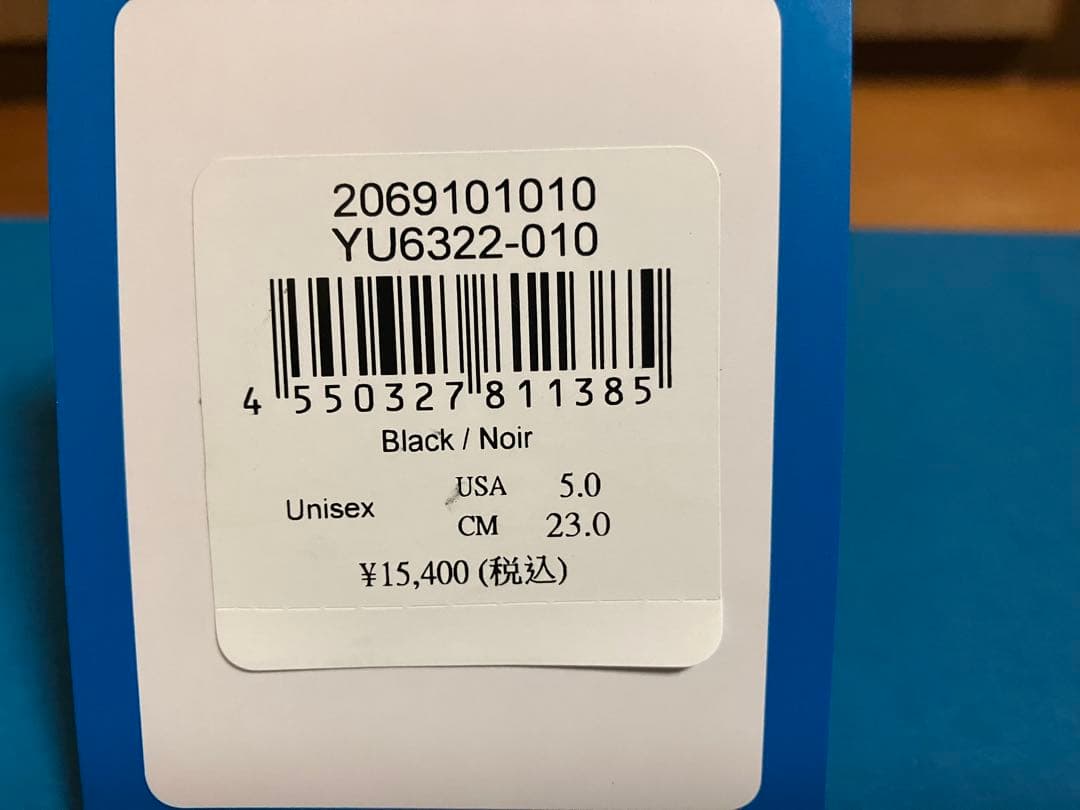 2069101010
YU6322-010
4 550327 811385
Black / Noir
Unisex
USA 5.0
CM 23.0
¥15,400 (税込)